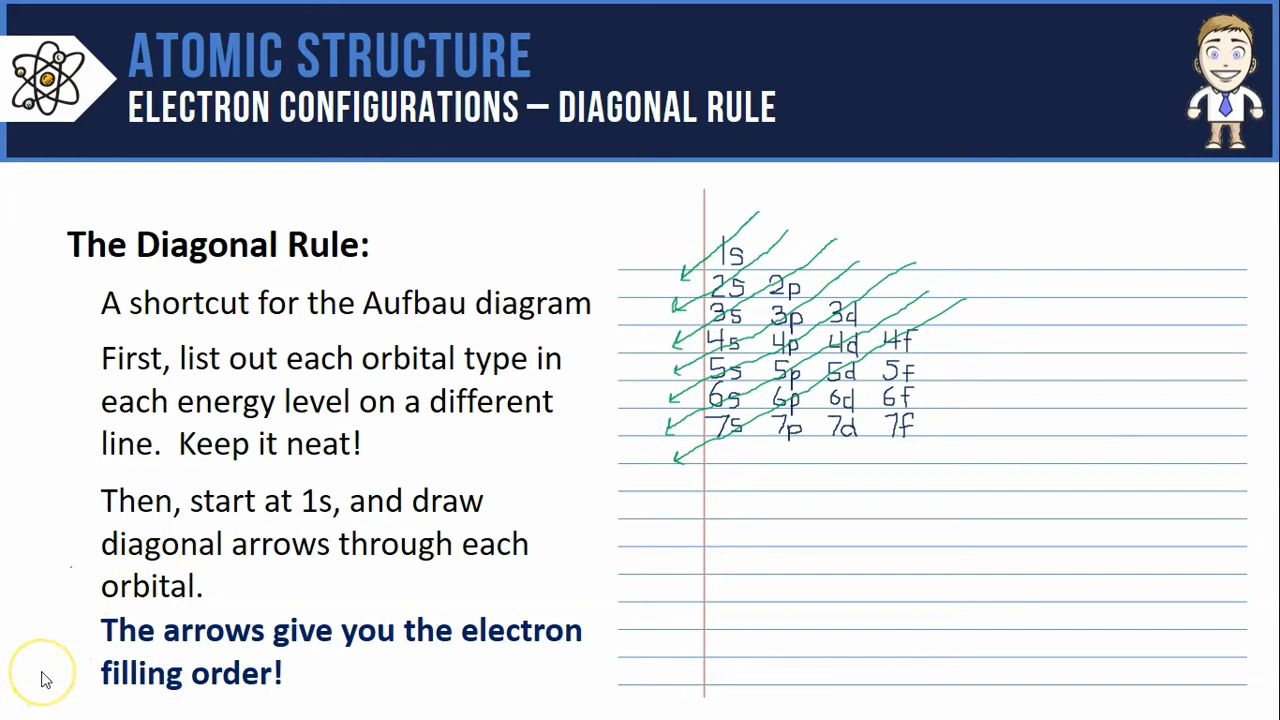 ATOMIC STRUCTURE
ELECTRON CONFIGURATIONS – DIAGONAL RULE
The Diagonal Rule:
A shortcut for the Aufbau diagram
First, list out each orbital type in
each energy level on a different
line.  Keep it neat!
Then, start at 1s, and draw
diagonal arrows through each
orbital.
The arrows give you the electron
filling order!
1s
2s 2p
3s 3p 3d
4s 4p 4d 4f
5s 5p 5d 5f
6s 6p 6d 6f
7s 7p 7d 7f